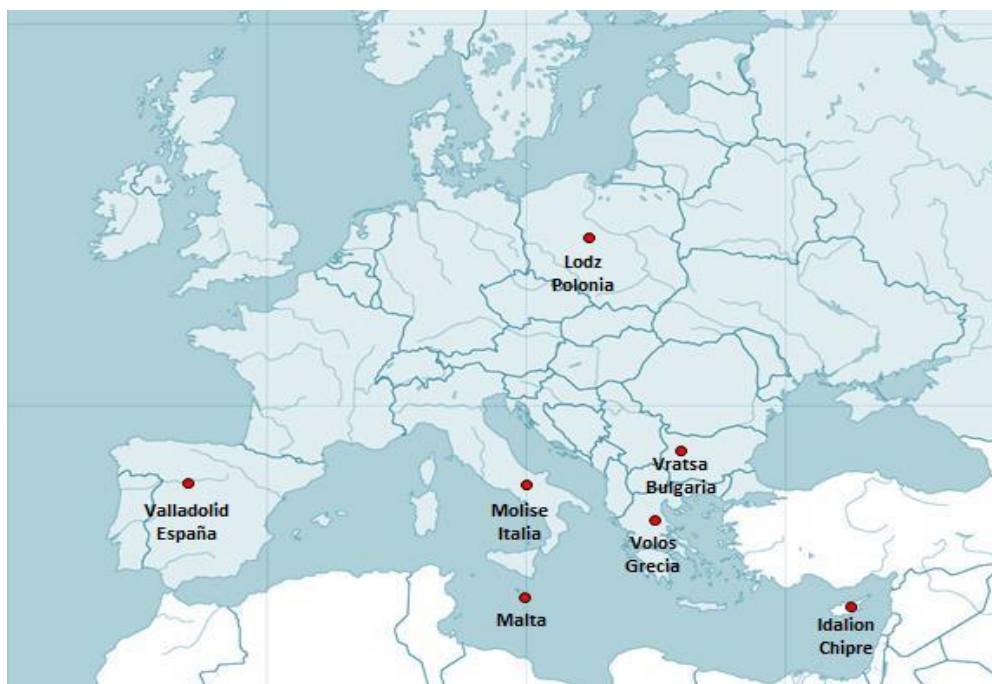 Lodz
Polonia
Valladolid
España
Molise
Italia
Vratsa
Bulgaria
Volos
Grecia
Malta
Idalion
Chipre